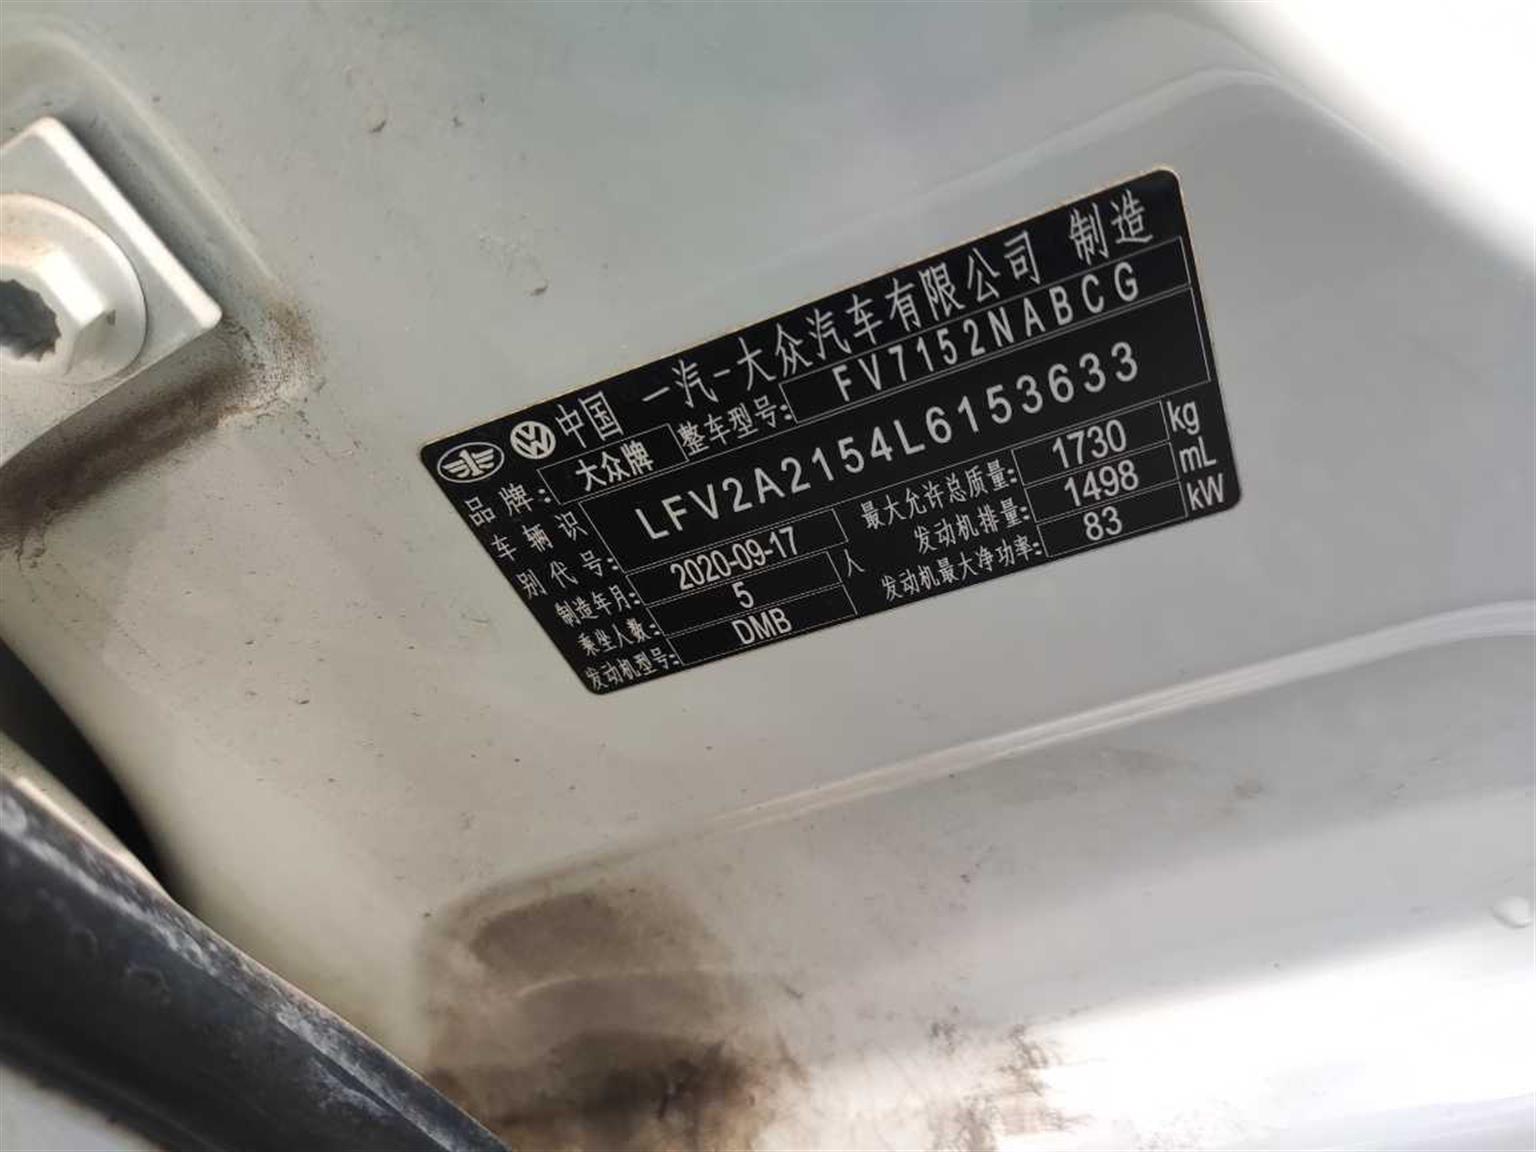 中国 一汽-大众汽车有限公司 制造
品牌: 大众牌 整车型号: FV7152NABCG
车辆识别代号: LFV2A2154L6153633
制造年月: 2020-09-17 最大允许总质量: 1730 kg
乘坐人数: 5 人 发动机排量: 1498 mL
发动机型号: DMB 发动机最大净功率: 83 kW